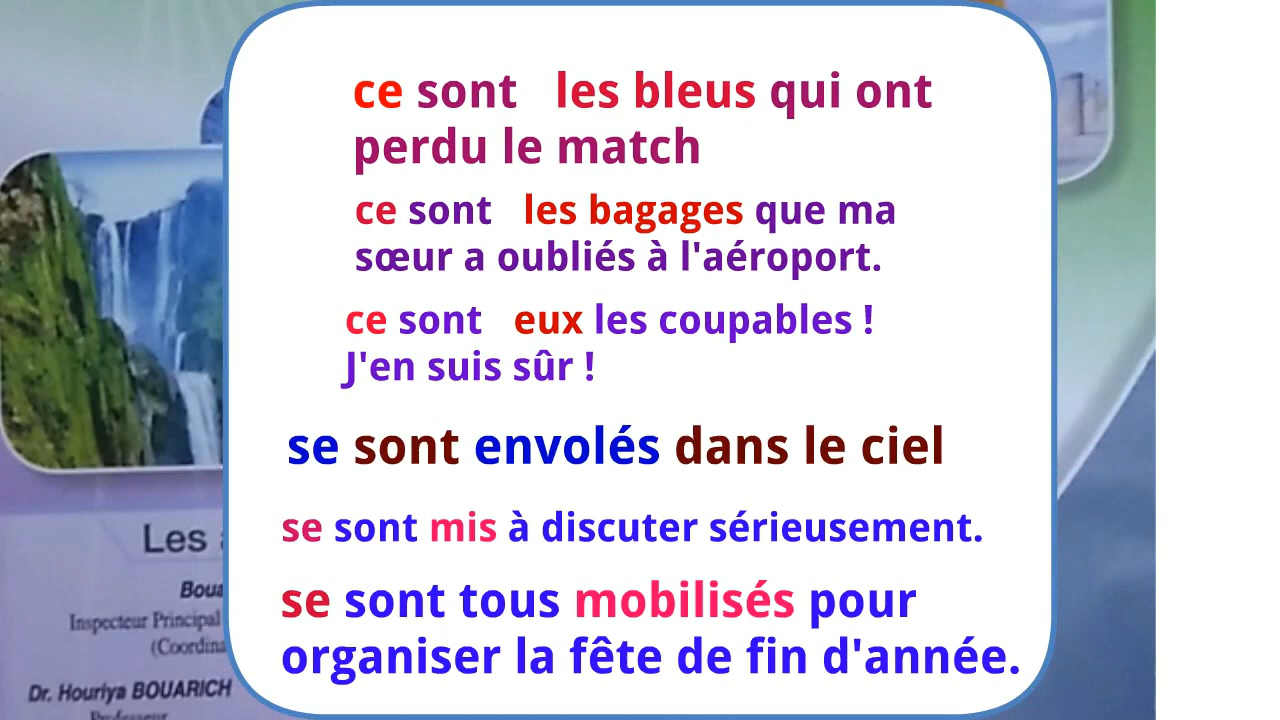 ce sont les bleus qui ont
perdu le match
ce sont les bagages que ma
sœur a oubliés à l'aéroport.
ce sont eux les coupables !
J'en suis sûr !
se sont envolés dans le ciel
se sont mis à discuter sérieusement.
se sont tous mobilisés pour
organiser la fête de fin d'année.
Les
Inspecteur Principal
Dr. Houriya BOUARICH